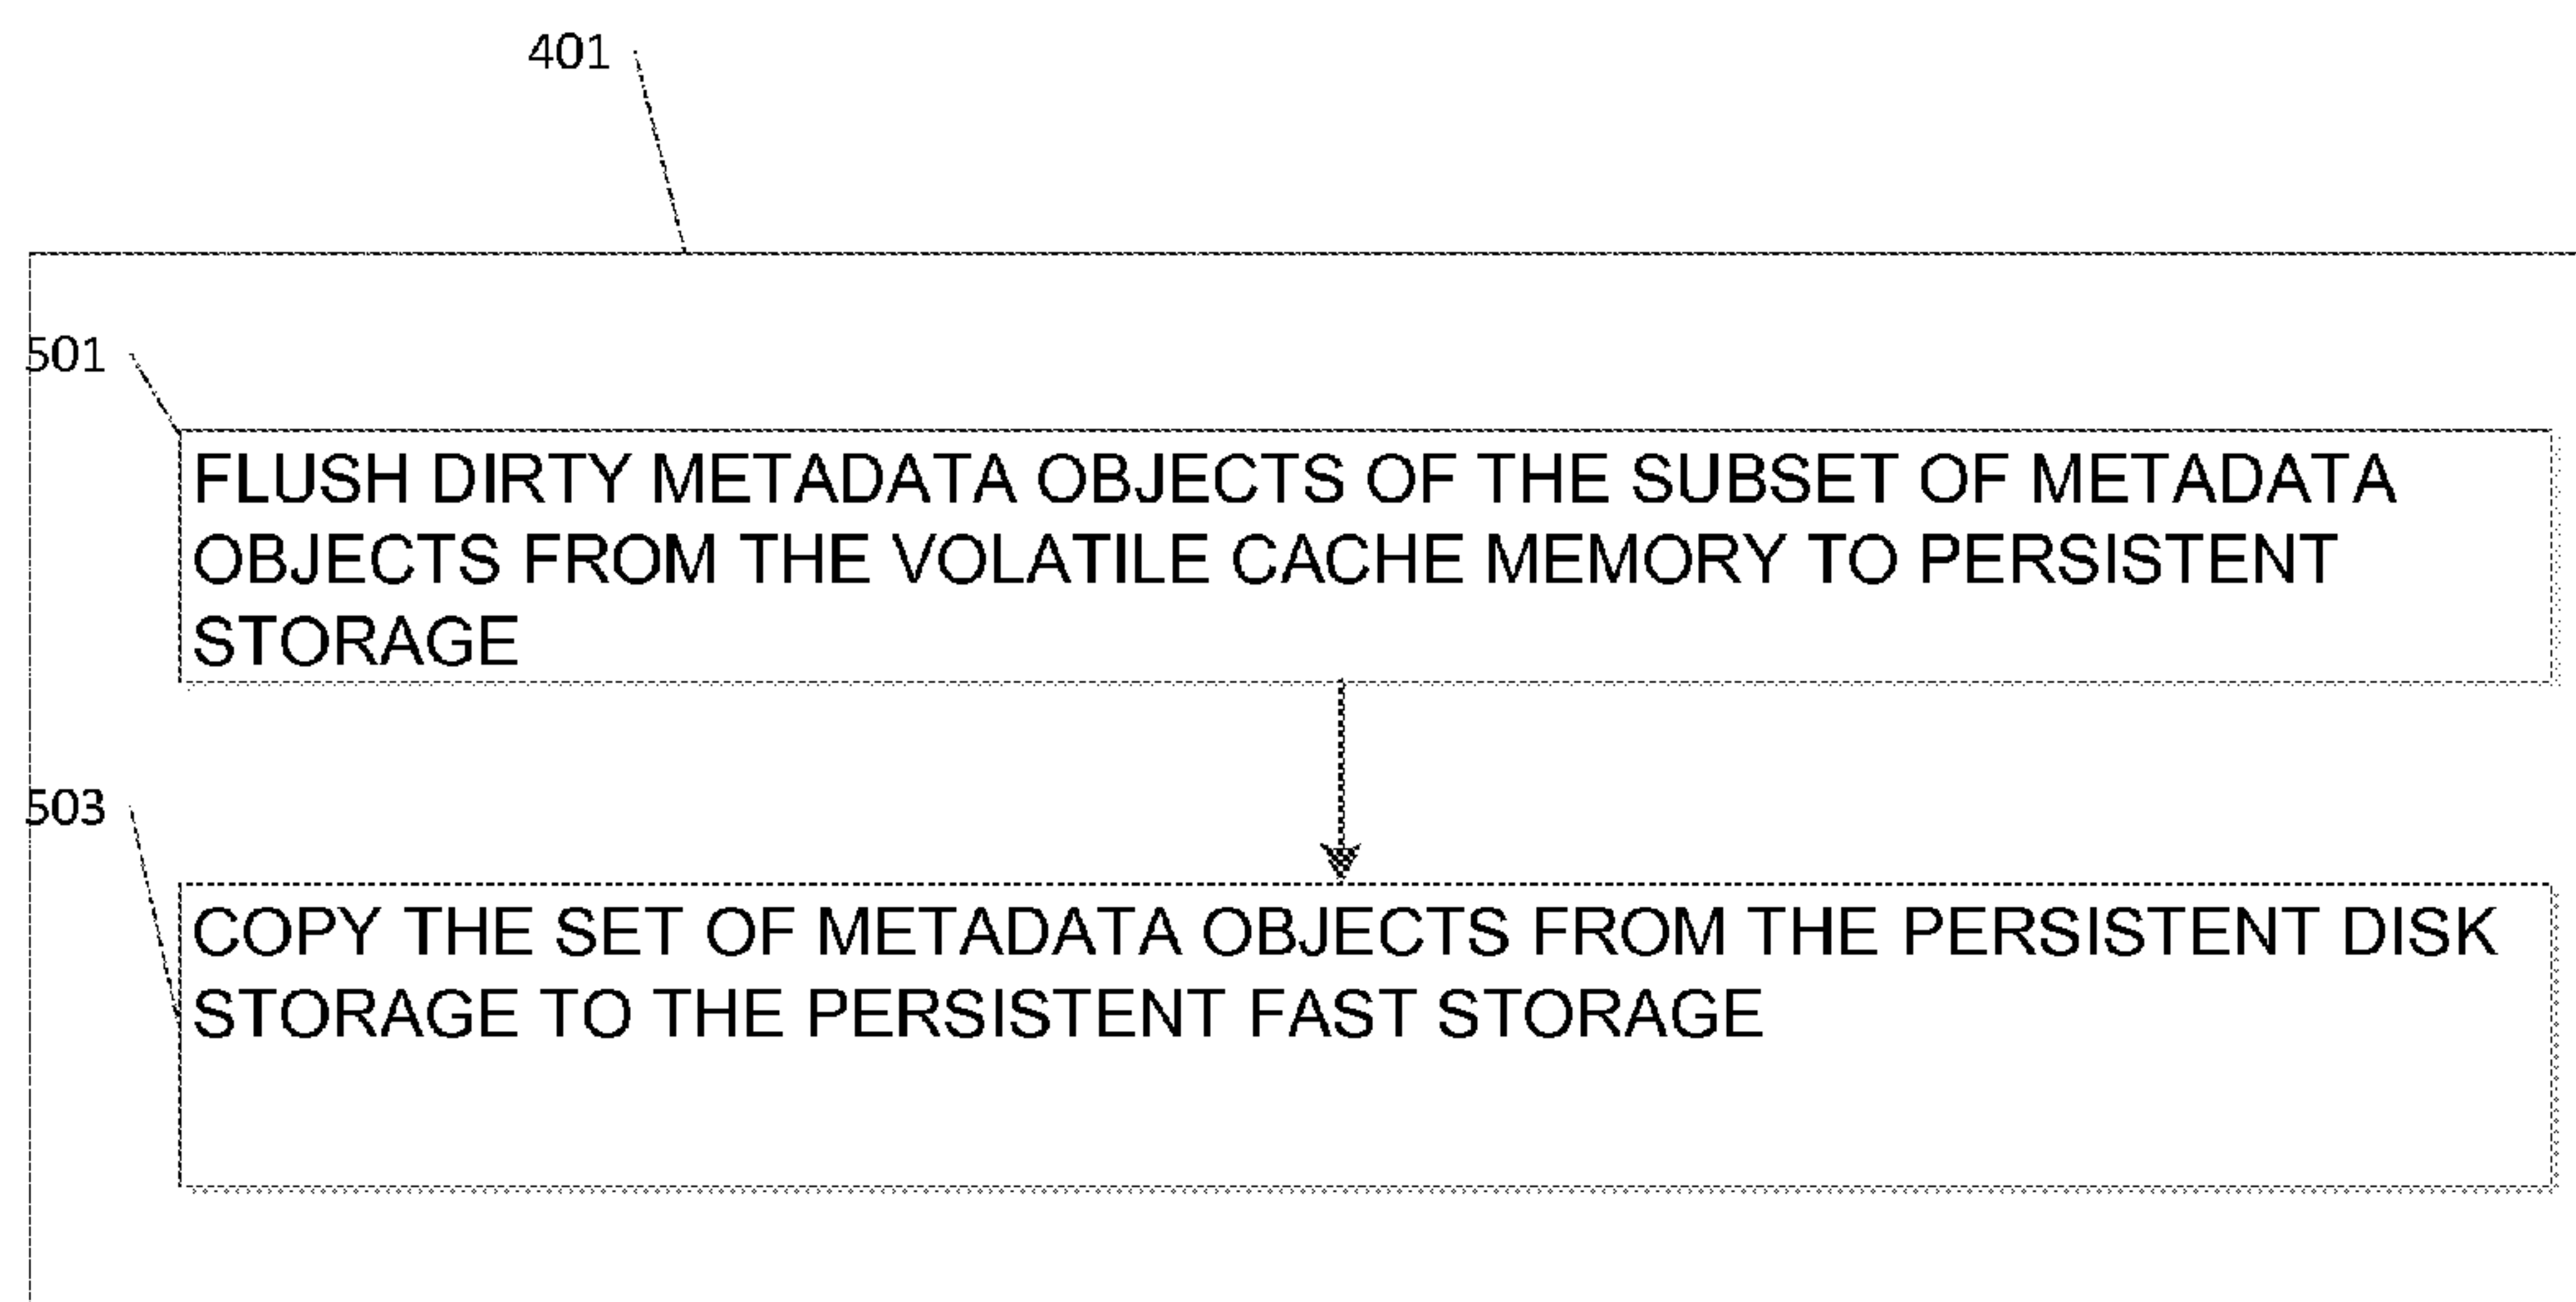 401
501
FLUSH DIRTY METADATA OBJECTS OF THE SUBSET OF METADATA
OBJECTS FROM THE VOLATILE CACHE MEMORY TO PERSISTENT
STORAGE
503
COPY THE SET OF METADATA OBJECTS FROM THE PERSISTENT DISK
STORAGE TO THE PERSISTENT FAST STORAGE